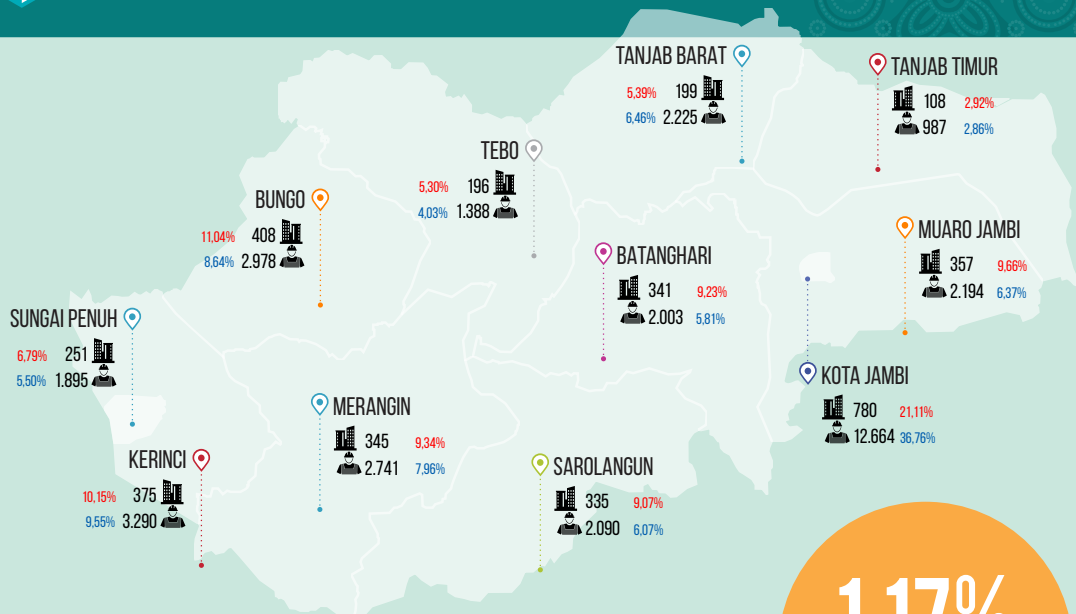 TANJAB BARAT
5,39% 199
6,46% 2.225
TANJAB TIMUR
108 2,92%
987 2,86%
TEBO
5,30% 196
4,03% 1.388
BUNGO
11,04% 408
8,64% 2.978
MUARO JAMBI
357 9,66%
2.194 6,37%
BATANGHARI
341 9,23%
2.003 5,81%
SUNGAI PENUH
6,79% 251
5,50% 1.895
KOTA JAMBI
780 21,11%
12.664 36,76%
MERANGIN
345 9,34%
2.741 7,96%
KERINCI
10,15% 375
9,55% 3.290
SAROLANGUN
335 9,07%
2.090 6,07%
1,17%